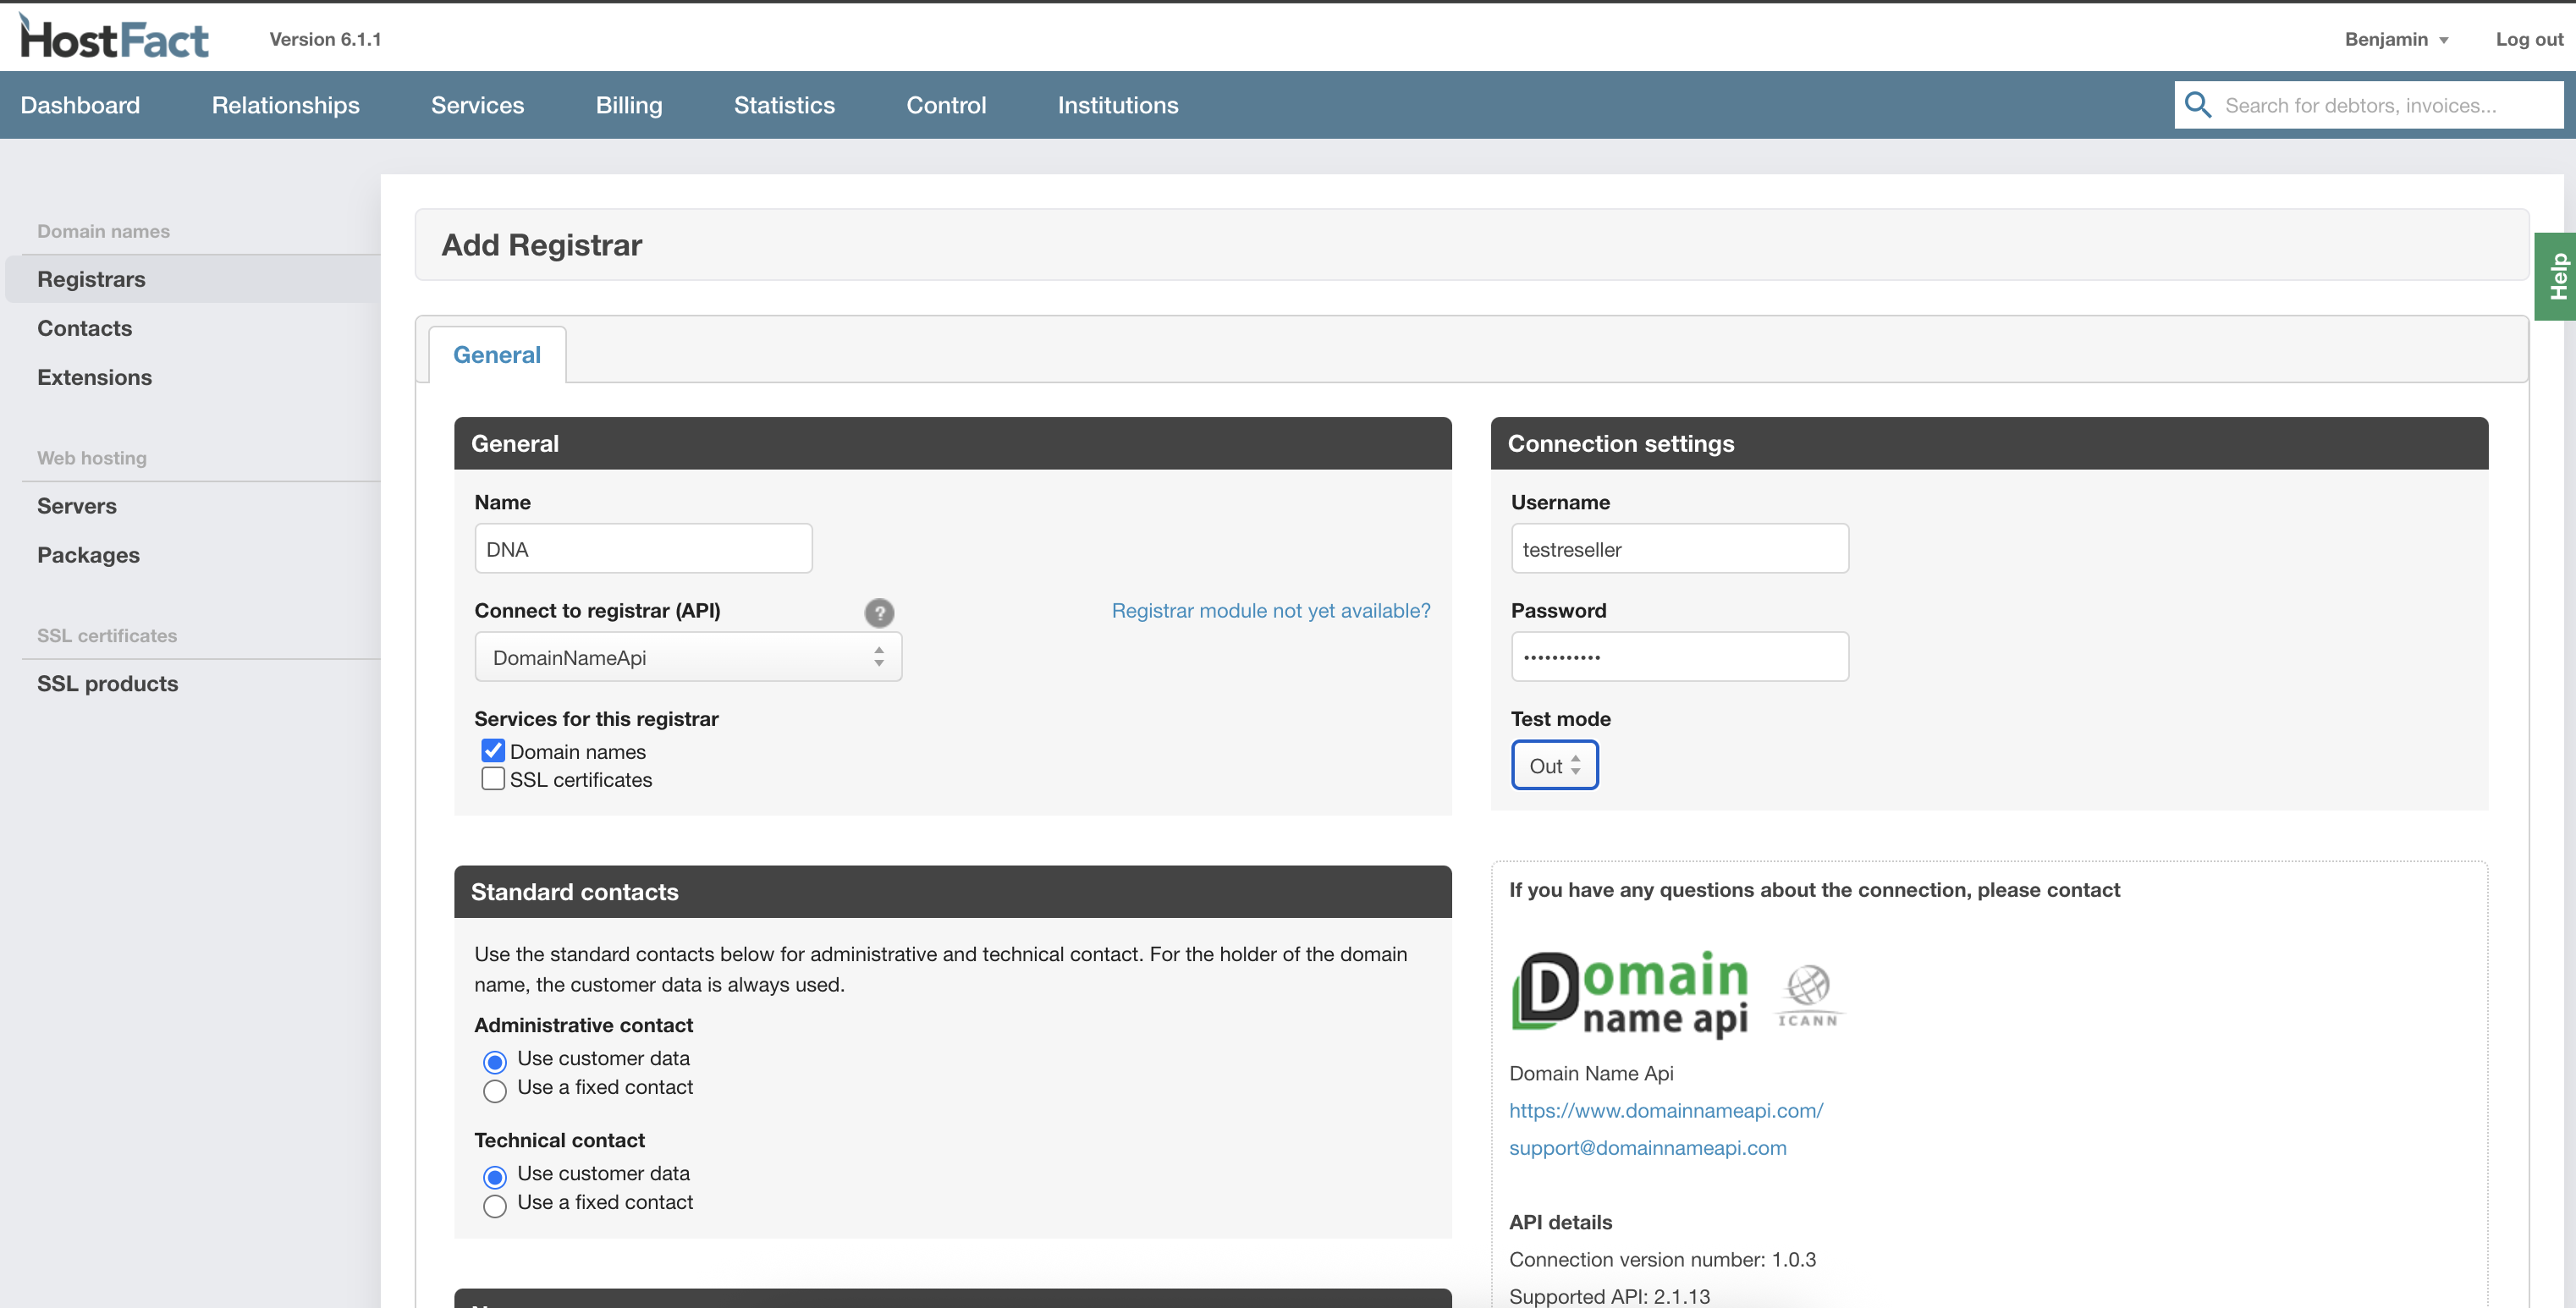 HostFact
Version 6.1.1
Benjamin
Log out
Dashboard
Relationships
Services
Billing
Statistics
Control
Institutions
Search for debtors, invoices...
Domain names
Registrars
Contacts
Extensions
Web hosting
Servers
Packages
SSL certificates
SSL products
Add Registrar
Help
General
General
Name
DNA
Connect to registrar (API)
?
Registrar module not yet available?
DomainNameApi
Services for this registrar
Domain names
SSL certificates
Connection settings
Username
testreseller
Password
•••••••••••
Test mode
Out
Standard contacts
Use the standard contacts below for administrative and technical contact. For the holder of the domain
name, the customer data is always used.
Administrative contact
Use customer data
Use a fixed contact
Technical contact
Use customer data
Use a fixed contact
If you have any questions about the connection, please contact
Domain
name api
ICANN
Domain Name Api
https://www.domainnameapi.com/
support@domainnameapi.com
API details
Connection version number: 1.0.3
Supported API: 2.1.13